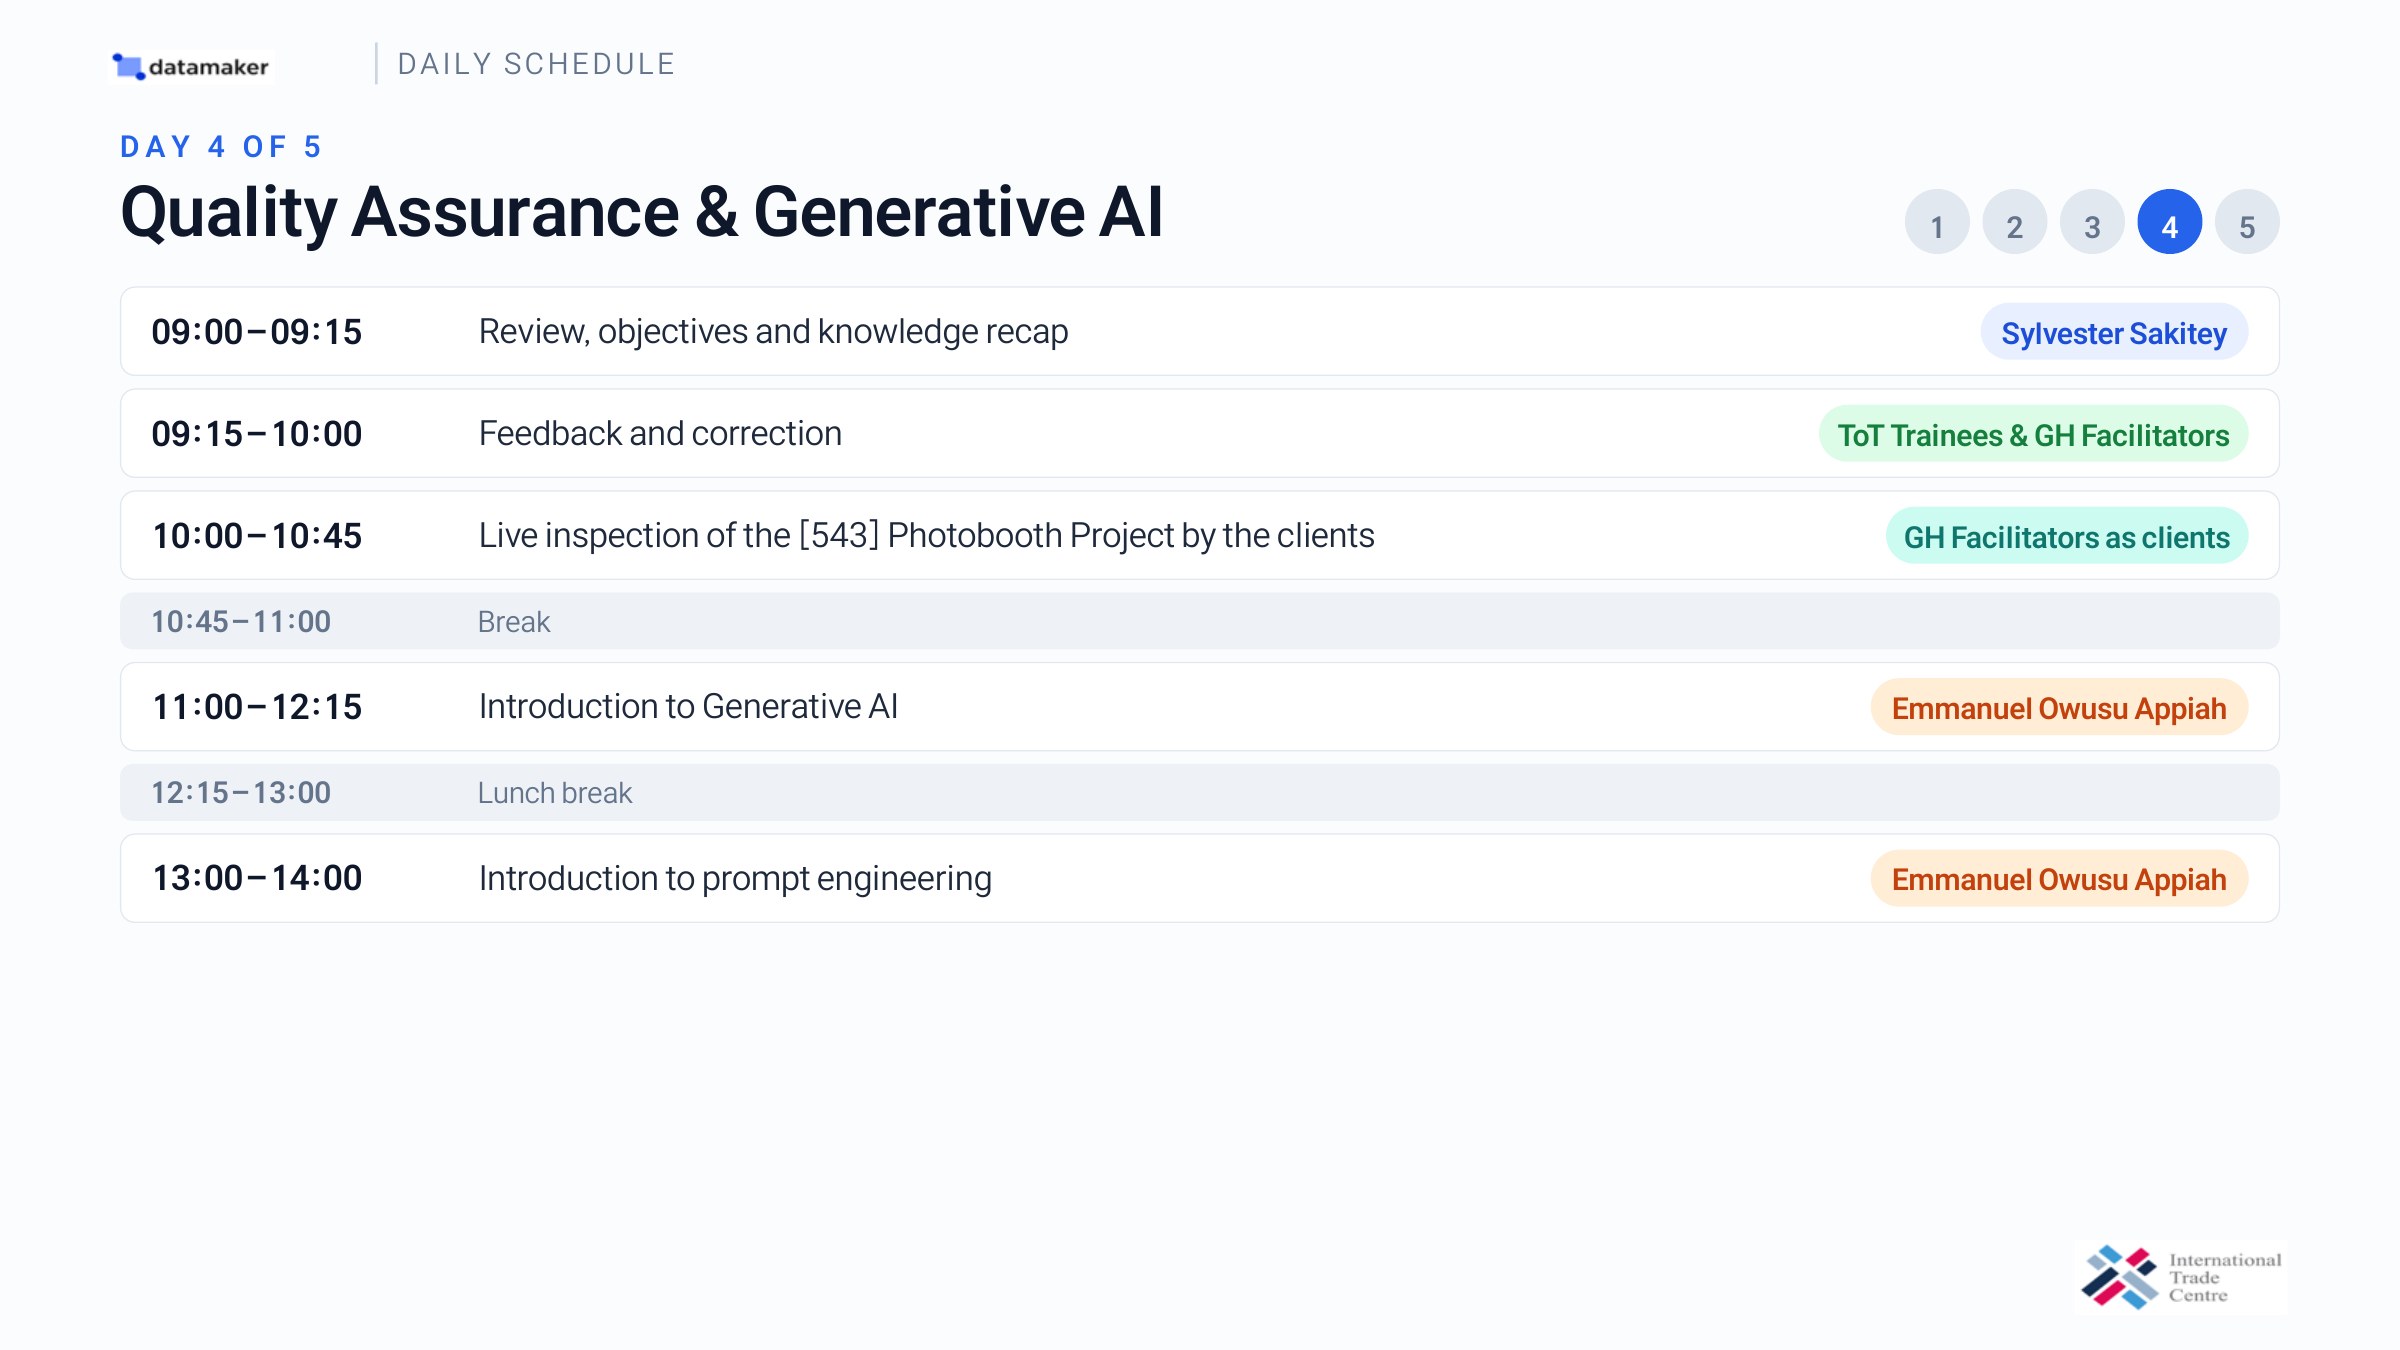 datamaker
DAILY SCHEDULE
DAY 4 OF 5
Quality Assurance & Generative AI
1 2 3 4 5
09:00–09:15 Review, objectives and knowledge recap Sylvester Sakitey
09:15–10:00 Feedback and correction ToT Trainees & GH Facilitators
10:00–10:45 Live inspection of the [543] Photobooth Project by the clients GH Facilitators as clients
10:45–11:00 Break
11:00–12:15 Introduction to Generative AI Emmanuel Owusu Appiah
12:15–13:00 Lunch break
13:00–14:00 Introduction to prompt engineering Emmanuel Owusu Appiah
International
Trade
Centre